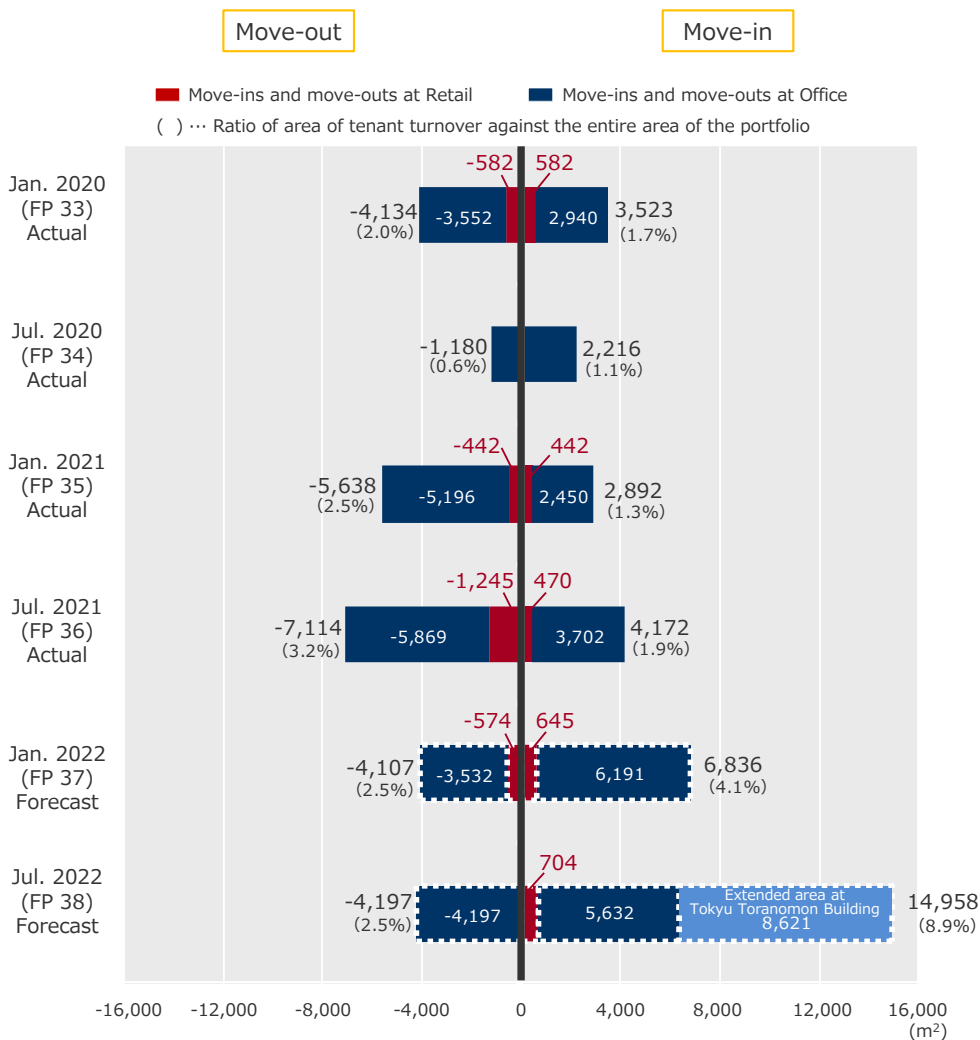 Move-out
Move-in
Move-ins and move-outs at Retail
Move-ins and move-outs at Office
( ) … Ratio of area of tenant turnover against the entire area of the portfolio
Jan. 2020
(FP 33)
Actual
-4,134
(2.0%)
-3,552
-582
582
2,940
3,523
(1.7%)
Jul. 2020
(FP 34)
Actual
-1,180
(0.6%)
2,216
(1.1%)
Jan. 2021
(FP 35)
Actual
-5,638
(2.5%)
-5,196
-442
442
2,450
2,892
(1.3%)
Jul. 2021
(FP 36)
Actual
-7,114
(3.2%)
-5,869
-1,245
470
3,702
4,172
(1.9%)
Jan. 2022
(FP 37)
Forecast
-4,107
(2.5%)
-3,532
-574
645
6,191
6,836
(4.1%)
Jul. 2022
(FP 38)
Forecast
-4,197
(2.5%)
-4,197
704
5,632
Extended area at
Tokyu Toranomon Building
8,621
14,958
(8.9%)
-16,000 -12,000 -8,000 -4,000 0 4,000 8,000 12,000 16,000
(m²)